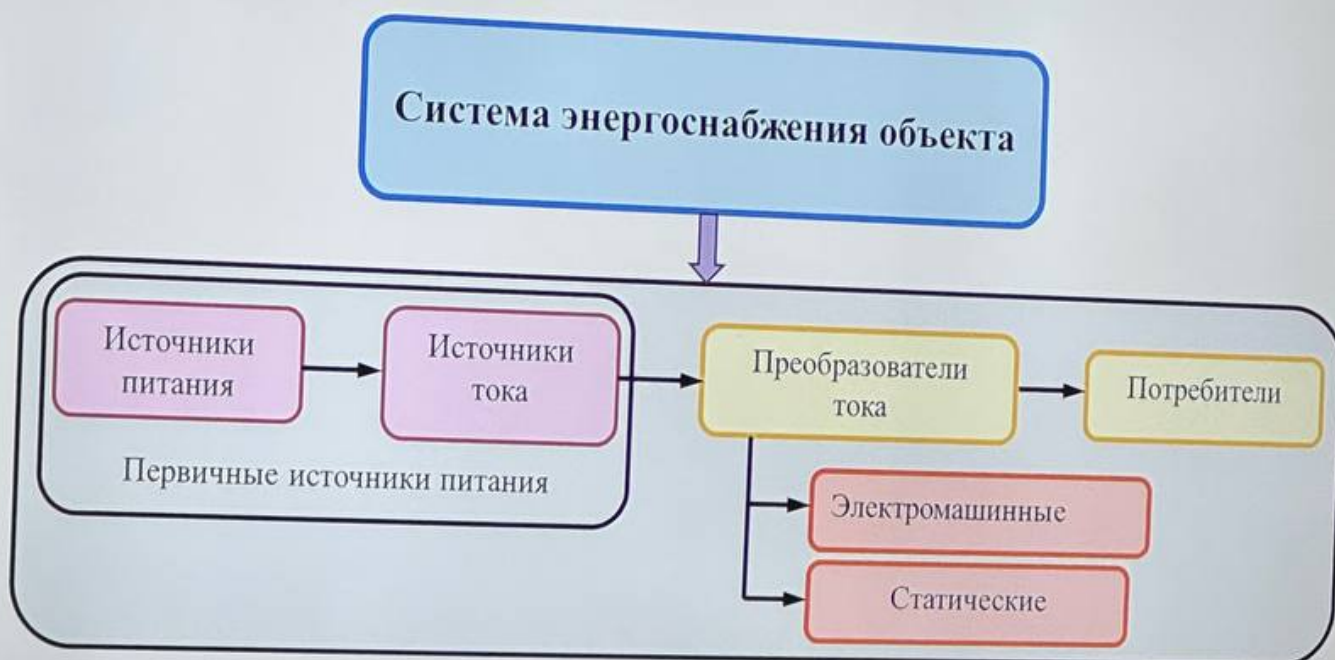 Система энергоснабжения объекта
Источники
питания
Источники
тока
Преобразователи
тока
Потребители
Первичные источники питания
Электромашинные
Статические